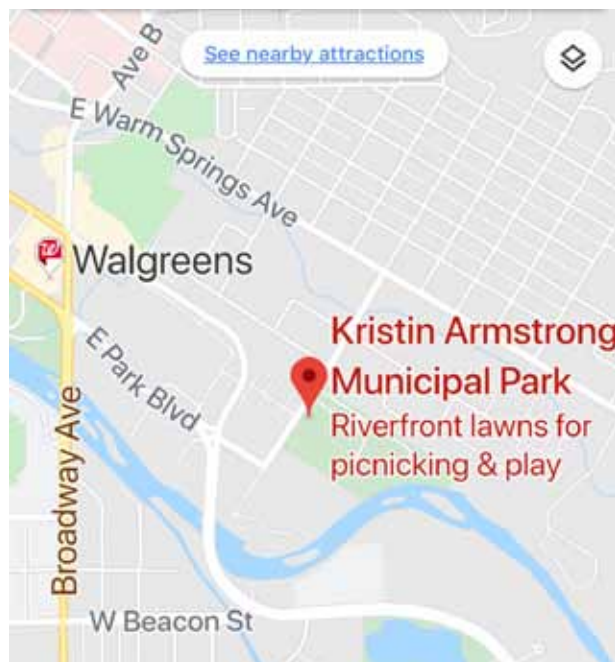 See nearby attractions
Ave B
E Warm Springs Ave
Walgreens
Kristin Armstrong
Municipal Park
Riverfront lawns for
picnicking & play
E Park Blvd
Broadway Ave
W Beacon St